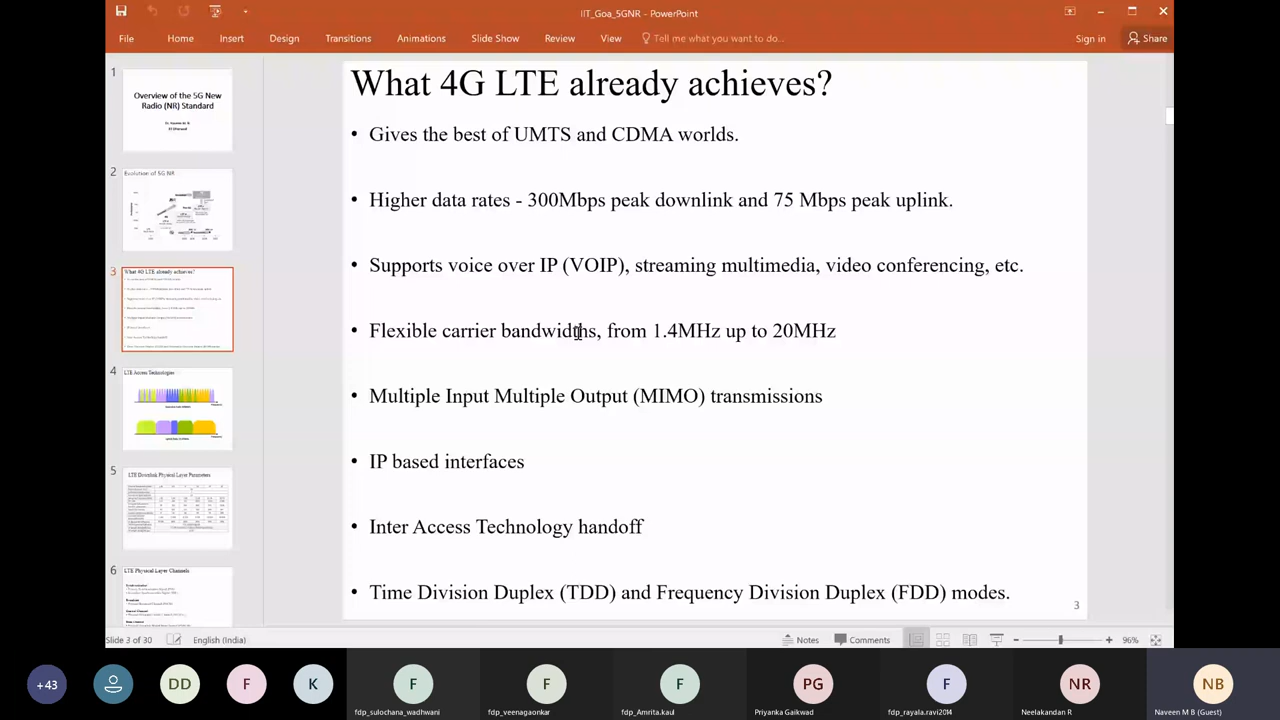 IIT_Goa_5GNR - PowerPoint
File Home Insert Design Transitions Animations Slide Show Review View Tell me what you want to do... Sign in Share
1
Overview of the 5G New
Radio (NR) Standard
2
Evolution of 5G NR
3
What 4G LTE already achieves?
4
LTE Access Technologies
5
LTE Downlink Physical Layer Parameters
6
LTE Physical Layer Channels
What 4G LTE already achieves?
• Gives the best of UMTS and CDMA worlds.
• Higher data rates - 300Mbps peak downlink and 75 Mbps peak uplink.
• Supports voice over IP (VOIP), streaming multimedia, video conferencing, etc.
• Flexible carrier bandwidths, from 1.4MHz up to 20MHz
• Multiple Input Multiple Output (MIMO) transmissions
• IP based interfaces
• Inter Access Technology handoff
• Time Division Duplex (TDD) and Frequency Division Duplex (FDD) modes.
3
Slide 3 of 30 English (India) Notes Comments 96%
+43 DD F K F F F PG F NR NB
fdp_sulochana_wadhwani fdp_veenagaonkar fdp_Amrita.kaul Priyanka Gaikwad fdp_rayala.ravi2014 Neelakandan R Naveen M B (Guest)